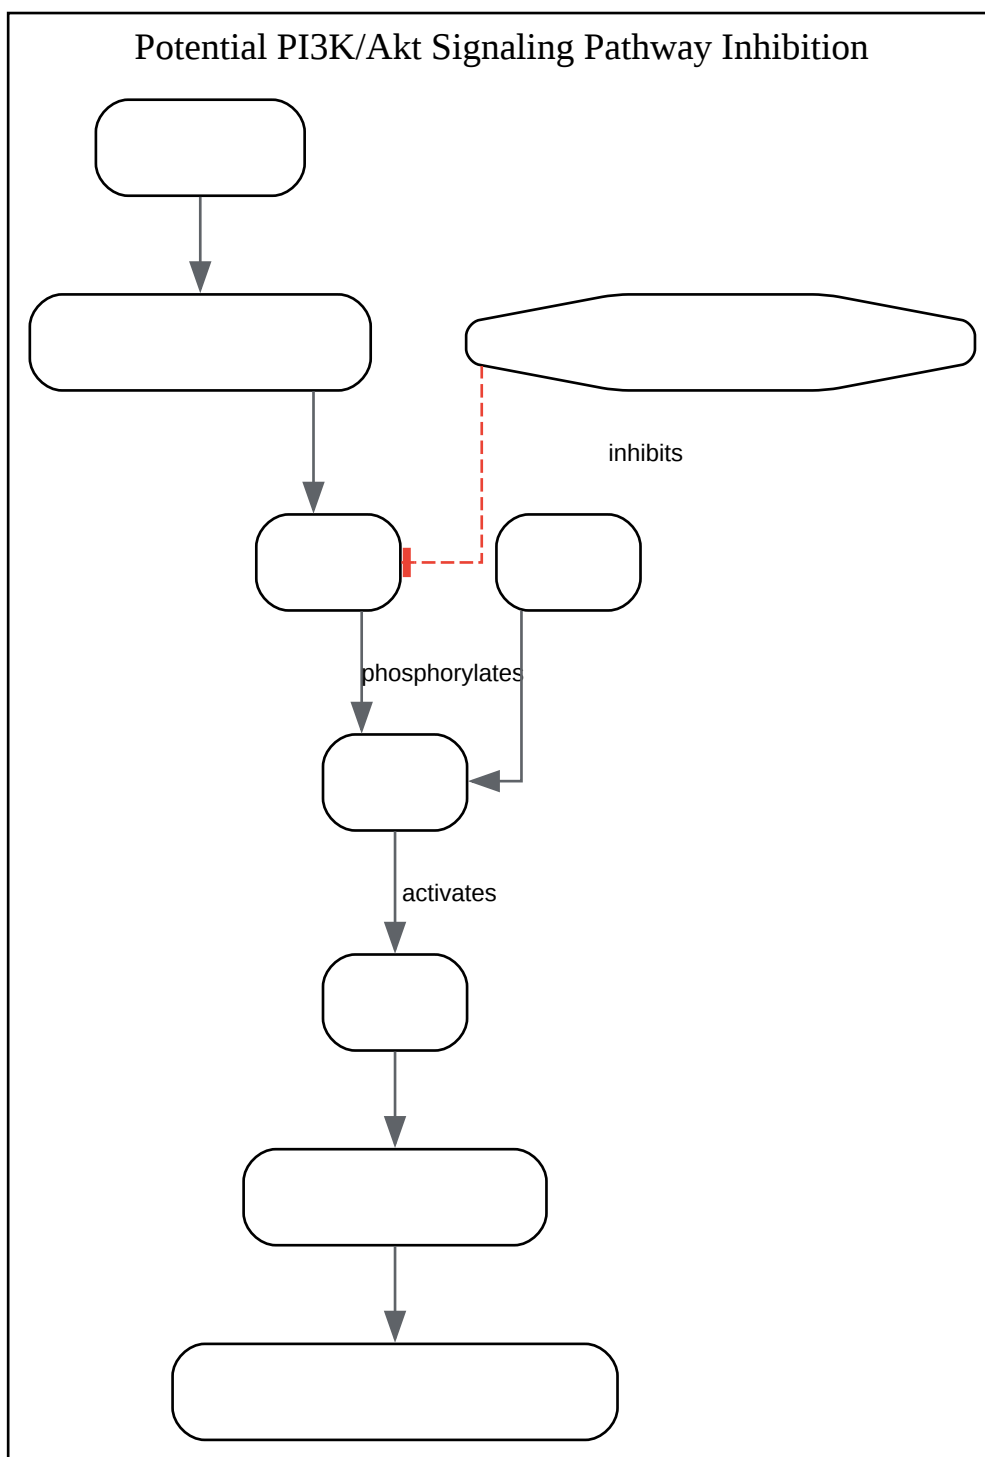 Potential PI3K/Akt Signaling Pathway Inhibition
inhibits
phosphorylates
activates